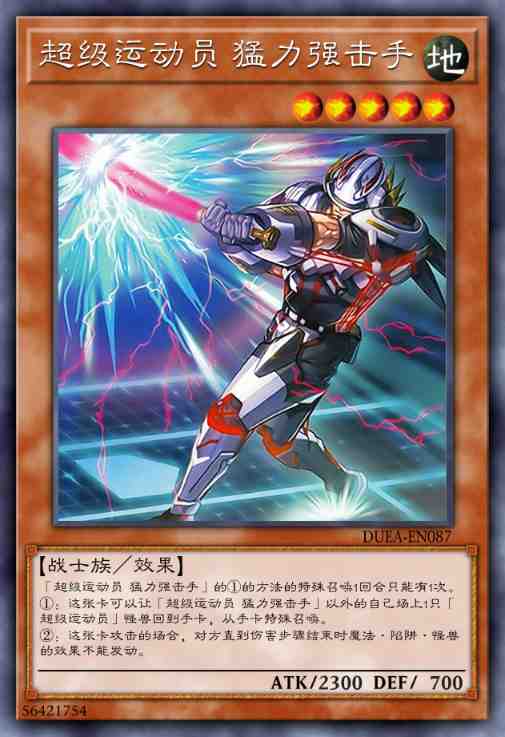 超级运动员 猛力强击手 地
DUEA-EN087
【战士族／效果】
「超级运动员 猛力强击手」的①的方法的特殊召唤1回合只能有1次。
①：这张卡可以让「超级运动员 猛力强击手」以外的自己场上1只「
超级运动员」怪兽回到手卡，从手卡特殊召唤。
②：这张卡攻击的场合，对方直到伤害步骤结束时魔法·陷阱·怪兽
的效果不能发动。
ATK/2300 DEF/ 700
56421754